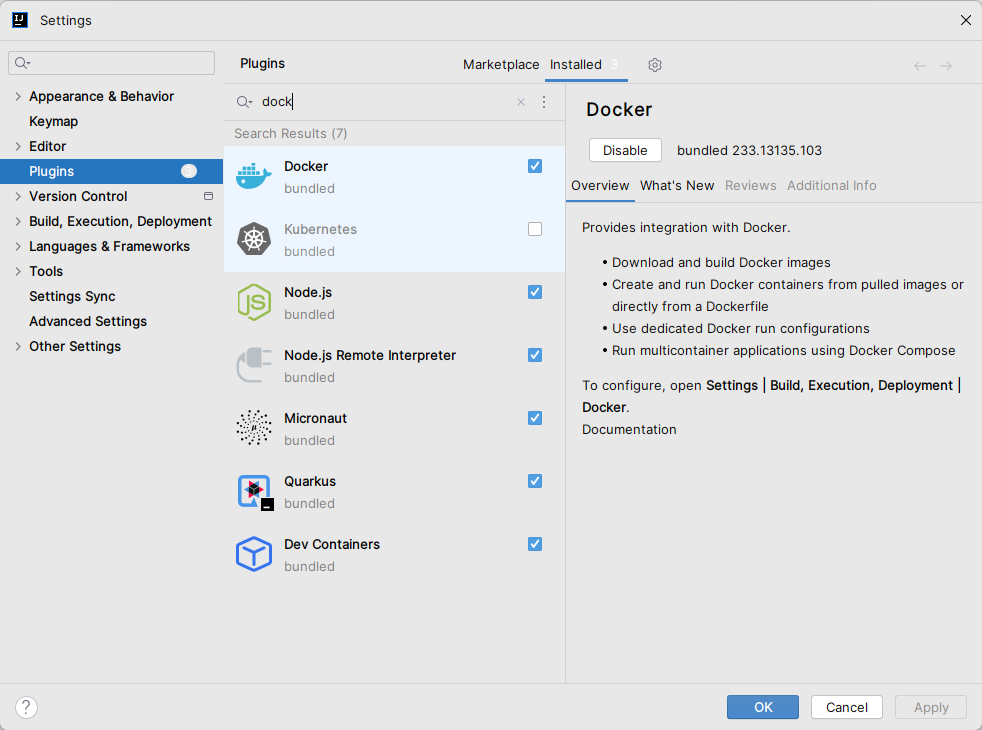 IJ
Settings
Plugins
Marketplace
Installed
3
Appearance & Behavior
Keymap
Editor
Plugins
3
Version Control
Build, Execution, Deployment
Languages & Frameworks
Tools
Settings Sync
Advanced Settings
Other Settings
dock
Search Results (7)
Docker
bundled
Kubernetes
bundled
JS
Node.js
bundled
Node.js Remote Interpreter
bundled
μ
Micronaut
bundled
Quarkus
bundled
Dev Containers
bundled
Docker
Disable
bundled 233.13135.103
Overview What's New Reviews Additional Info
Provides integration with Docker.
• Download and build Docker images
• Create and run Docker containers from pulled images or
directly from a Dockerfile
• Use dedicated Docker run configurations
• Run multicontainer applications using Docker Compose
To configure, open Settings | Build, Execution, Deployment |
Docker.
Documentation
?
OK
Cancel
Apply